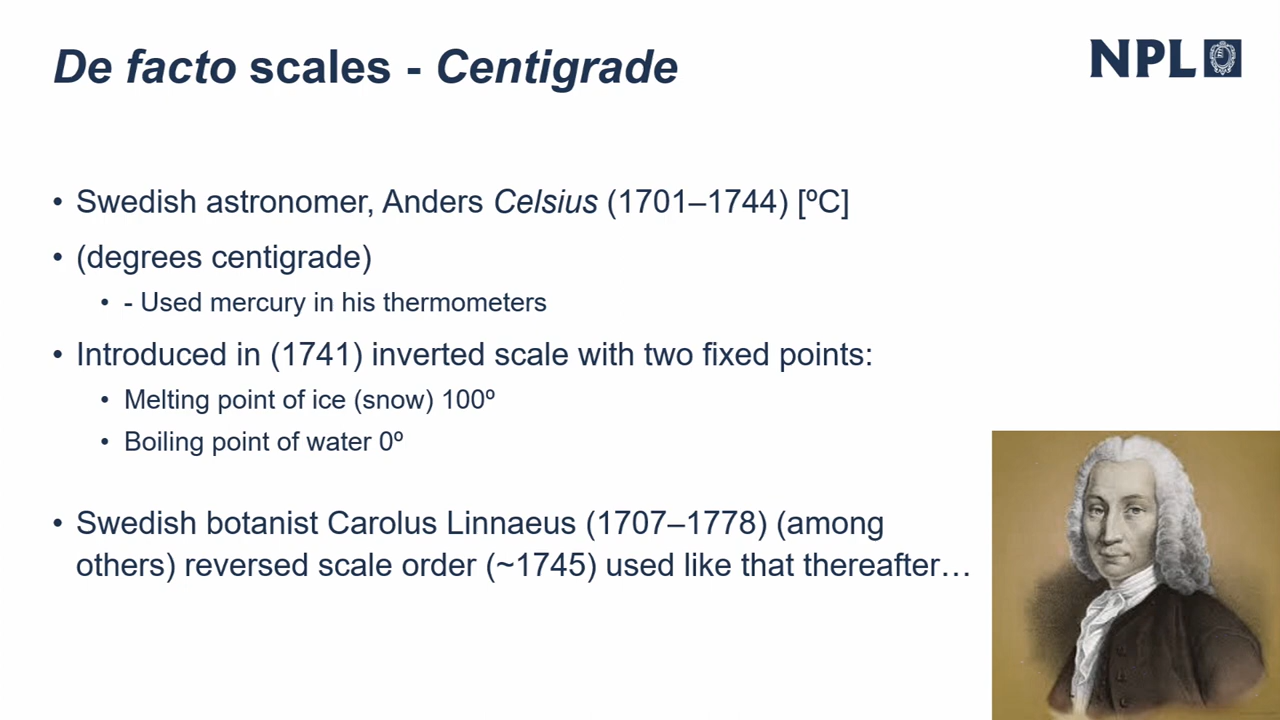 De facto scales - Centigrade
NPL
• Swedish astronomer, Anders Celsius (1701–1744) [ºC]
• (degrees centigrade)
• - Used mercury in his thermometers
• Introduced in (1741) inverted scale with two fixed points:
• Melting point of ice (snow) 100º
• Boiling point of water 0º
• Swedish botanist Carolus Linnaeus (1707–1778) (among
others) reversed scale order (~1745) used like that thereafter…